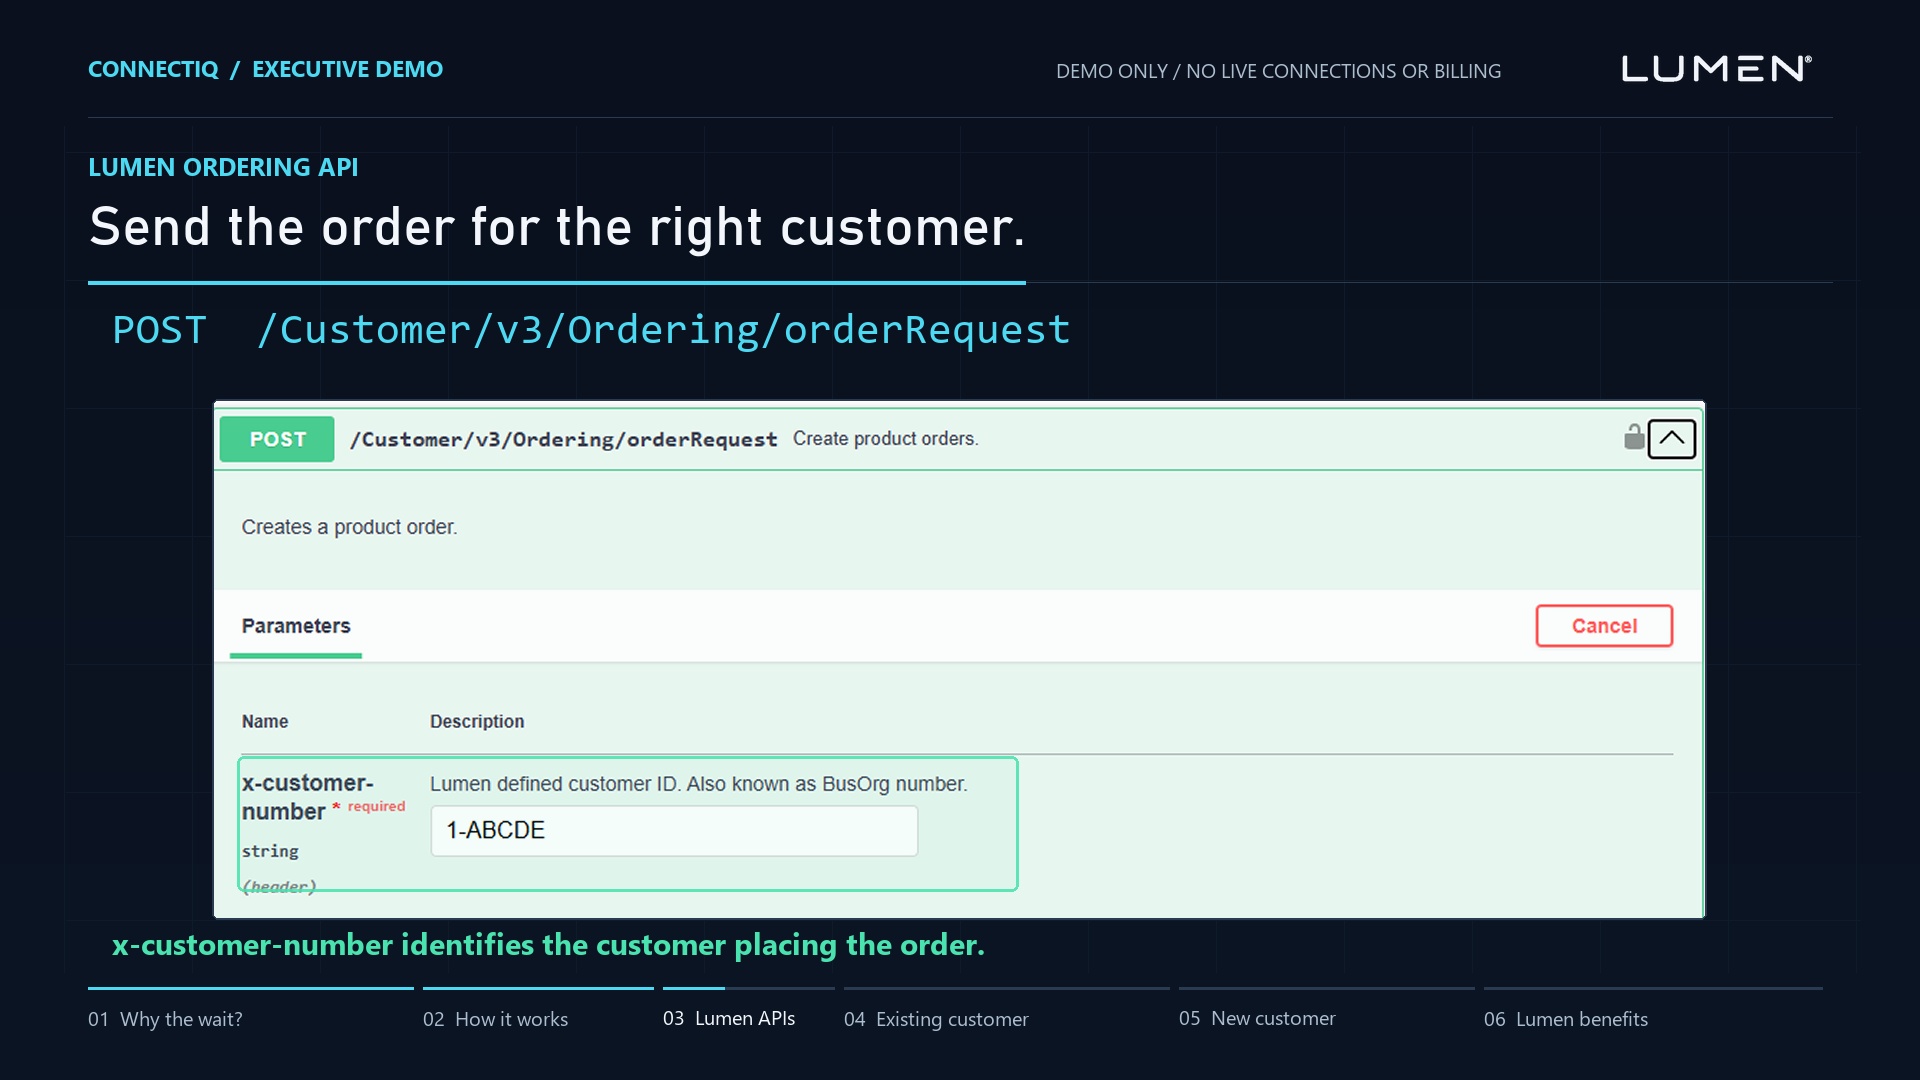 CONNECTIQ / EXECUTIVE DEMO
DEMO ONLY / NO LIVE CONNECTIONS OR BILLING
LUMEN®
LUMEN ORDERING API
Send the order for the right customer.
POST /Customer/v3/Ordering/orderRequest
POST /Customer/v3/Ordering/orderRequest Create product orders.
Creates a product order.
Parameters
Cancel
Name Description
x-customer-number * required
Lumen defined customer ID. Also known as BusOrg number.
1-ABCDE
string
(header)
x-customer-number identifies the customer placing the order.
01 Why the wait?
02 How it works
03 Lumen APIs
04 Existing customer
05 New customer
06 Lumen benefits